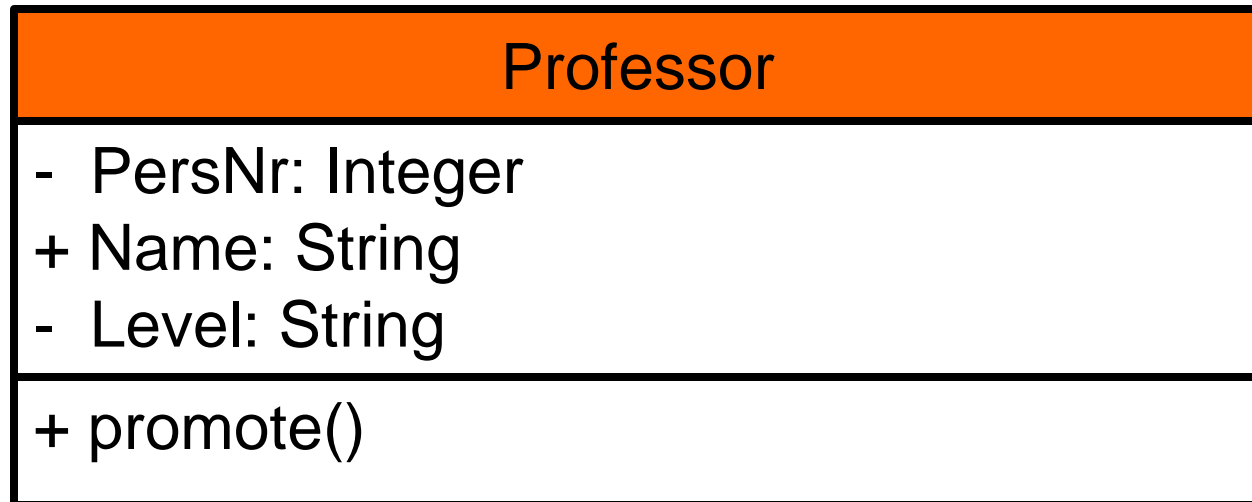 Professor
- PersNr: Integer
+ Name: String
- Level: String
+ promote()